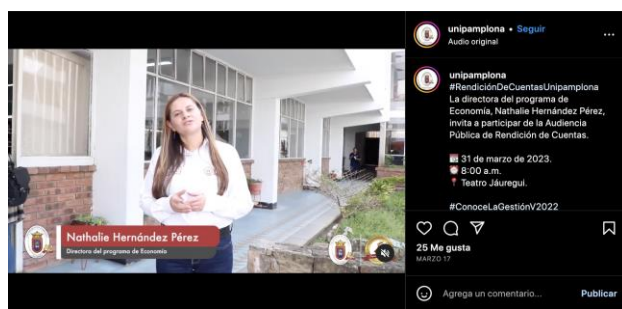 Nathalie Hernández Pérez
Directora del programa de Economía
unipamplona • Seguir
Audio original
unipamplona
#RendiciónDeCuentasUnipamplona
La directora del programa de
Economía, Nathalie Hernández Pérez,
invita a participar de la Audiencia
Pública de Rendición de Cuentas.
31 de marzo de 2023.
8:00 a.m.
Teatro Jáuregui.
#ConoceLaGestiónV2022
25 Me gusta
MARZO 17
Agrega un comentario...
Publicar